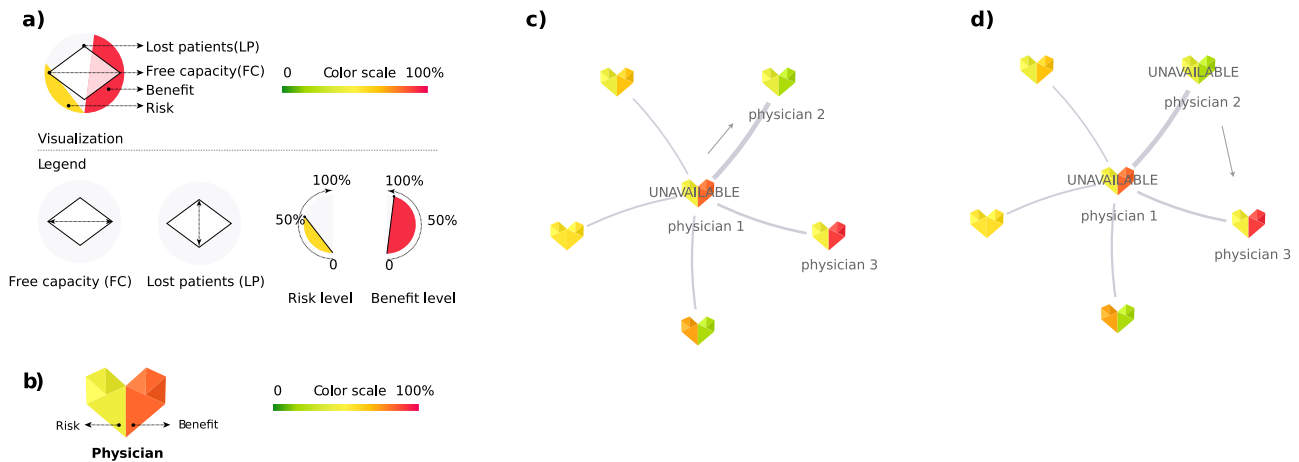 a)
Lost patients(LP)
Free capacity(FC)
Benefit
Risk
0 Color scale 100%
Visualization
Legend
100%
50%
0
100%
50%
0
Free capacity (FC)
Lost patients (LP)
Risk level
Benefit level
b)
0 Color scale 100%
Risk
Benefit
Physician
c)
physician 2
UNAVAILABLE
physician 1
physician 3
d)
UNAVAILABLE
physician 2
UNAVAILABLE
physician 1
physician 3